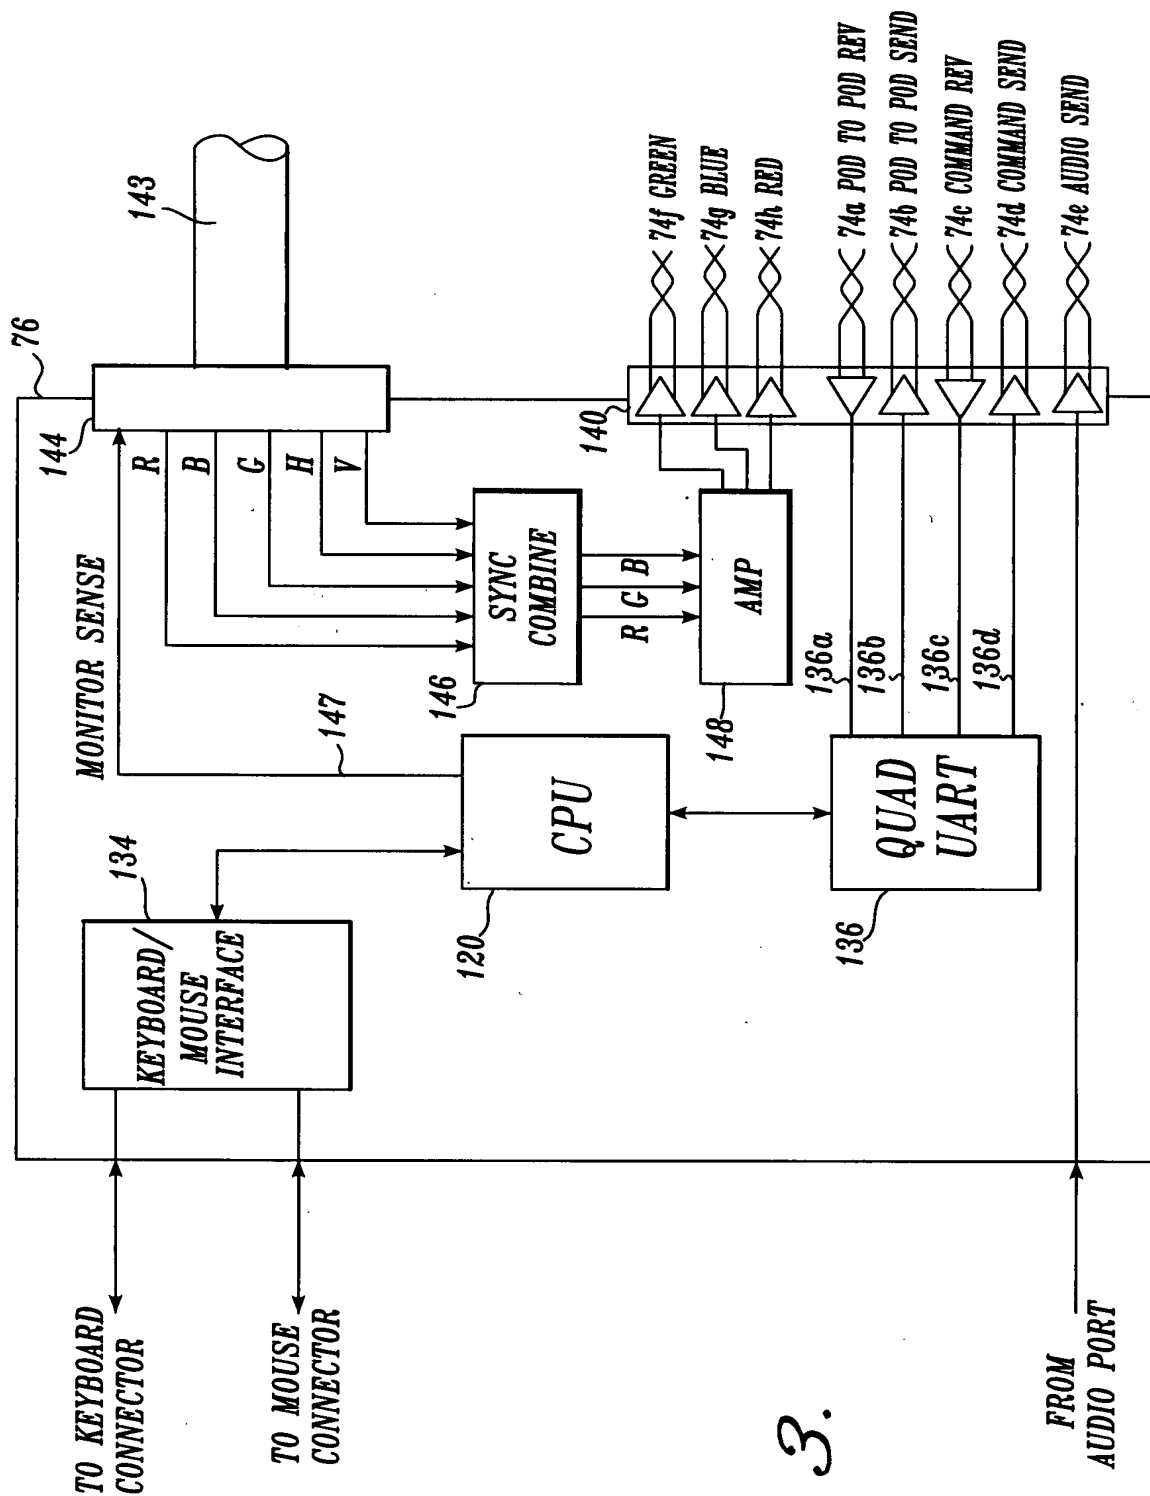 TO KEYBOARD
CONNECTOR
TO MOUSE
CONNECTOR
FROM
AUDIO PORT
KEYBOARD/
MOUSE
INTERFACE
134
MONITOR SENSE
147
CPU
120
QUAD
UART
136
144
76
143
R
B
G
H
V
SYNC
COMBINE
146
R
G
B
AMP
148
140
136a
136b
136c
136d
74f GREEN
74g BLUE
74h RED
74a POD TO POD REV
74b POD TO POD SEND
74c COMMAND REV
74d COMMAND SEND
74e AUDIO SEND
3.